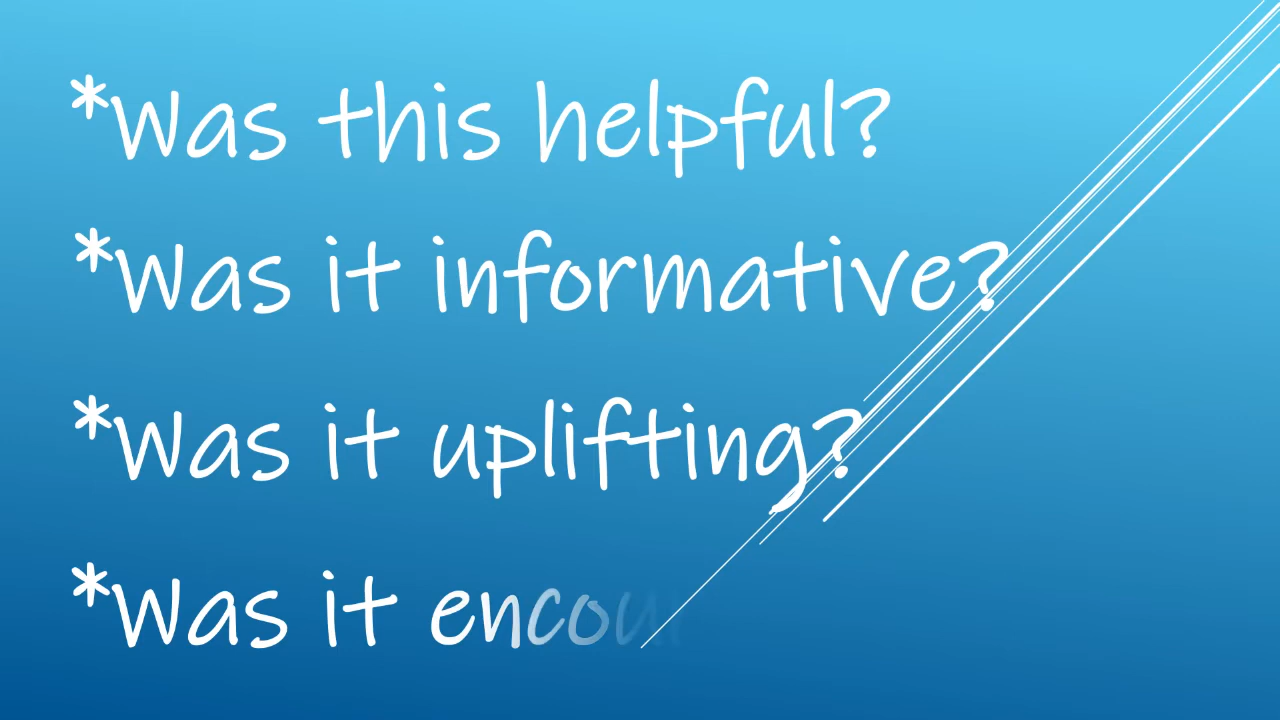 *Was this helpful?
*Was it informative?
*Was it uplifting?
*Was it